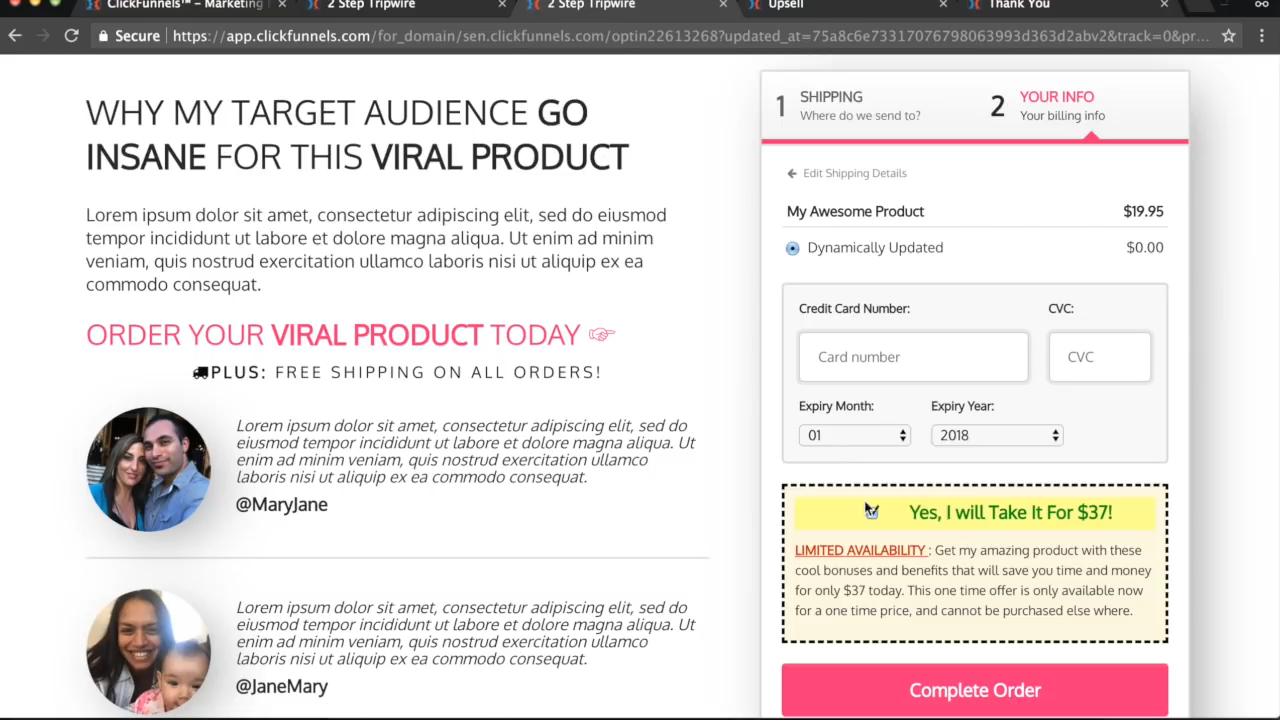 ClickFunnels™ – Marketing
2 Step Tripwire
2 Step Tripwire
Upsell
Thank You
Secure
https://app.clickfunnels.com/for_domain/sen.clickfunnels.com/optin22613268?updated_at=75a8c6e73317076798063993d363d2abv2&track=0&pr...
WHY MY TARGET AUDIENCE GO
INSANE FOR THIS VIRAL PRODUCT
Lorem ipsum dolor sit amet, consectetur adipiscing elit, sed do eiusmod
tempor incididunt ut labore et dolore magna aliqua. Ut enim ad minim
veniam, quis nostrud exercitation ullamco laboris nisi ut aliquip ex ea
commodo consequat.
ORDER YOUR VIRAL PRODUCT TODAY
PLUS: FREE SHIPPING ON ALL ORDERS!
Lorem ipsum dolor sit amet, consectetur adipiscing elit, sed do
eiusmod tempor incididunt ut labore et dolore magna aliqua. Ut
enim ad minim veniam, quis nostrud exercitation ullamco
laboris nisi ut aliquip ex ea commodo consequat.
@MaryJane
Lorem ipsum dolor sit amet, consectetur adipiscing elit, sed do
eiusmod tempor incididunt ut labore et dolore magna aliqua. Ut
enim ad minim veniam, quis nostrud exercitation ullamco
laboris nisi ut aliquip ex ea commodo consequat.
@JaneMary
1 SHIPPING
Where do we send to?
2 YOUR INFO
Your billing info
Edit Shipping Details
My Awesome Product $19.95
Dynamically Updated $0.00
Credit Card Number: CVC:
Card number CVC
Expiry Month: Expiry Year:
01 2018
Yes, I will Take It For $37!
LIMITED AVAILABILITY : Get my amazing product with these
cool bonuses and benefits that will save you time and money
for only $37 today. This one time offer is only available now
for a one time price, and cannot be purchased else where.
Complete Order